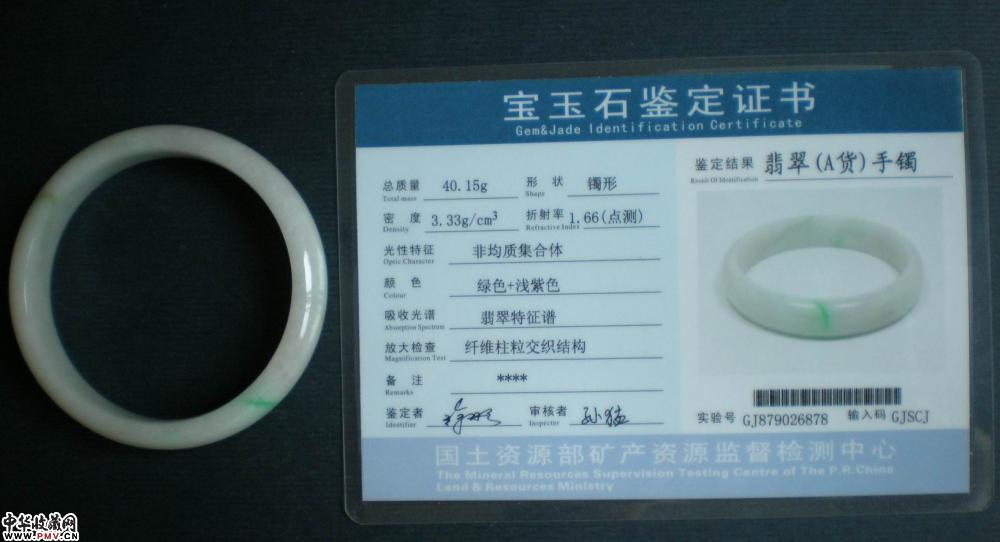 宝玉石鉴定证书
Gem&Jade Identification Certificate
总质量 40.15g 形 状 镯形
Total mass Shape
密 度 3.33g/cm³ 折射率 1.66(点测)
Density Refractive Index
光性特征 非均质集合体
Optic Character
颜 色 绿色+浅紫色
Colour
吸收光谱 翡翠特征谱
Absorption Spectrum
放大检查 纤维柱粒交织结构
Magnification Test
备 注 ****
Remarks
鉴定者 审核者
Identifier Inspector
鉴定结果 翡翠(A货)手镯
Result Of Identification
实验号 GJ879026878 输入码 GJSCJ
国土资源部矿产资源监督检测中心
The Mineral Resources Supervision Testing Centre of The P.R.China
Land & Resources Ministry
中华收藏网
www.PMV.CN